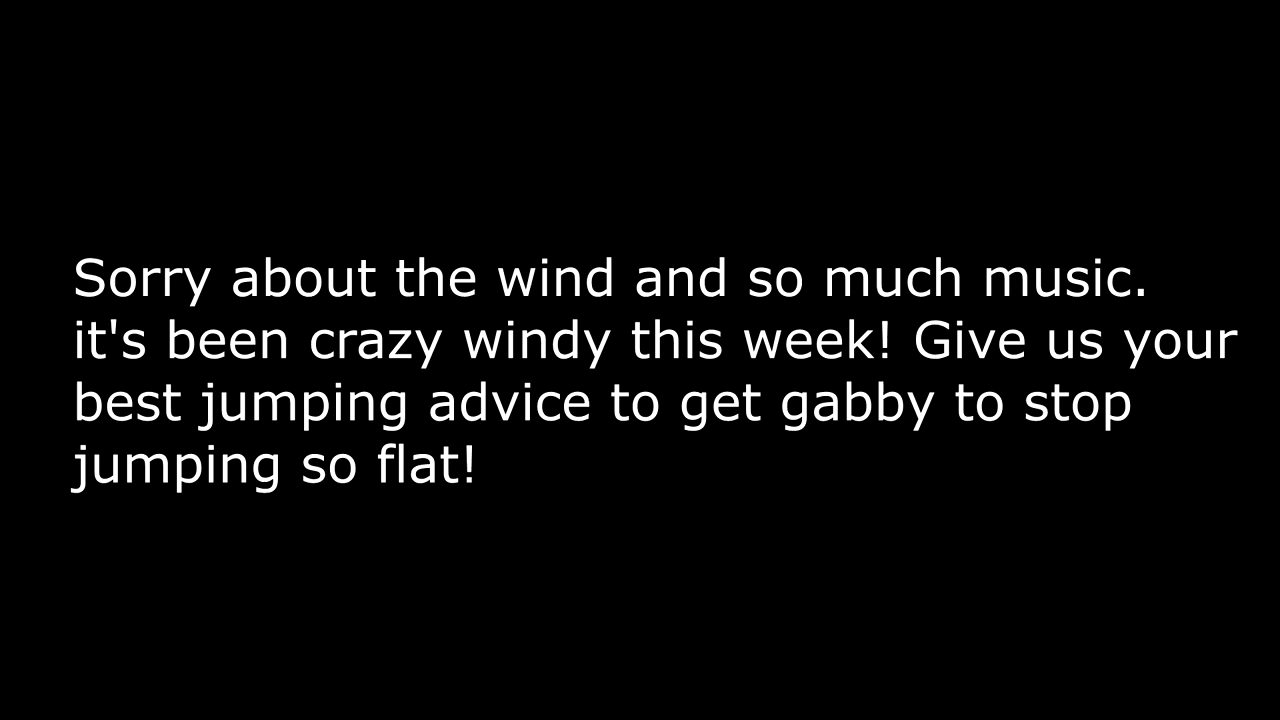 Sorry about the wind and so much music.
it's been crazy windy this week! Give us your
best jumping advice to get gabby to stop
jumping so flat!